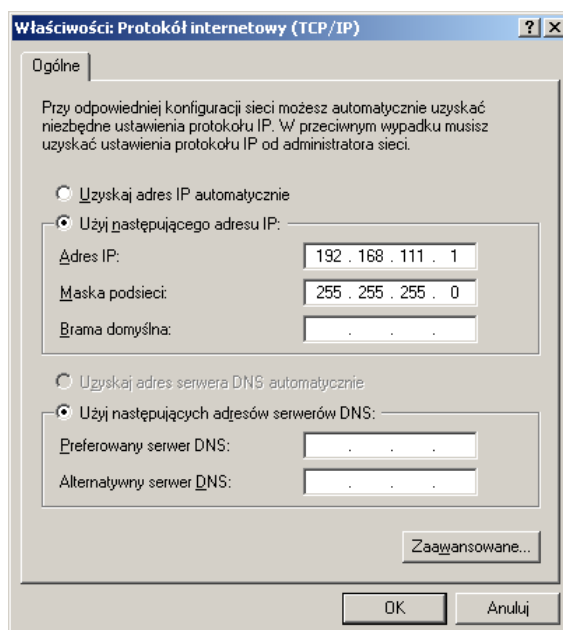 Właściwości: Protokół internetowy (TCP/IP)
Ogólne
Przy odpowiedniej konfiguracji sieci możesz automatycznie uzyskać
niezbędne ustawienia protokołu IP. W przeciwnym wypadku musisz
uzyskać ustawienia protokołu IP od administratora sieci.
Uzyskaj adres IP automatycznie
Użyj następującego adresu IP:
Adres IP: 192 . 168 . 111 . 1
Maska podsieci: 255 . 255 . 255 . 0
Brama domyślna: . . .
Uzyskaj adres serwera DNS automatycznie
Użyj następujących adresów serwerów DNS:
Preferowany serwer DNS: . . .
Alternatywny serwer DNS: . . .
Zaawansowane...
OK Anuluj